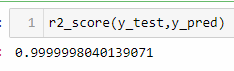 1 r2_score(y_test,y_pred)
: 0.9999998040139071